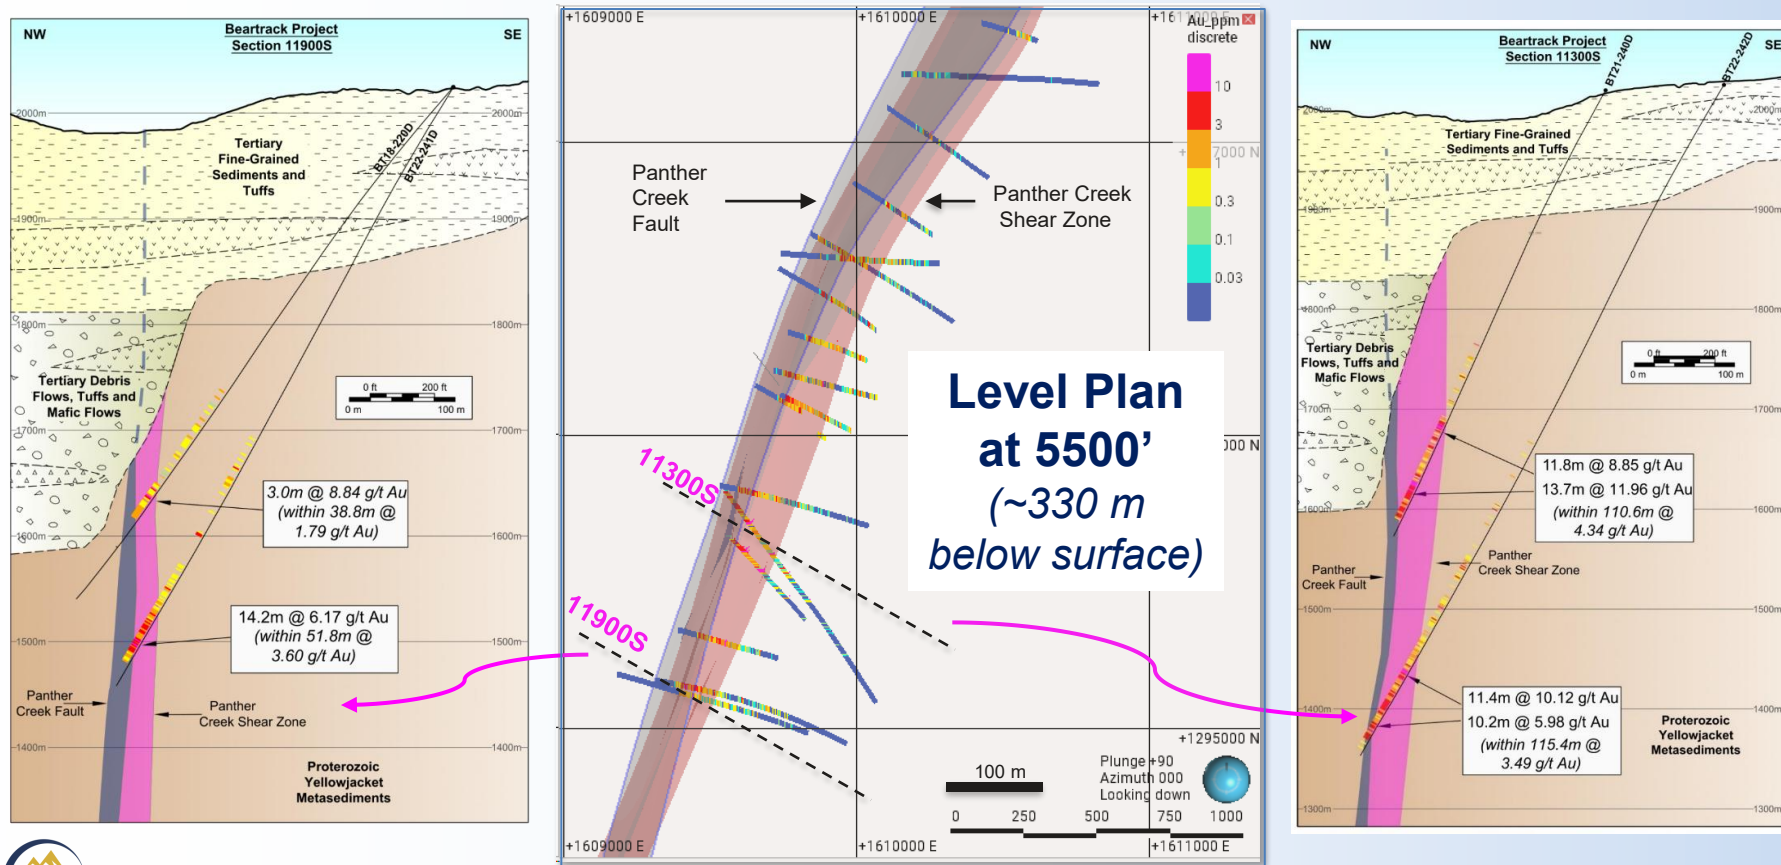 NW
Beartrack Project
Section 11900S
SE
2000m
2000m
BT18-220D
BT22-241D
Tertiary
Fine-Grained
Sediments and
Tuffs
1900m
1900m
1800m
1800m
Tertiary Debris
Flows, Tuffs and
Mafic Flows
0 ft 200 ft
0 m 100 m
1700m
1700m
3.0m @ 8.84 g/t Au
(within 38.8m @
1.79 g/t Au)
1600m
1600m
14.2m @ 6.17 g/t Au
(within 51.8m @
3.60 g/t Au)
1500m
1500m
Panther
Creek Fault
Panther
Creek Shear Zone
1400m
1400m
Proterozoic
Yellowjacket
Metasediments
+1609000 E
+1610000 E
Au_ppm
discrete
10
3
1
0.3
0.1
0.03
Panther
Creek
Fault
Panther Creek
Shear Zone
7000 N
Level Plan
at 5500’
(~330 m
below surface)
000 N
11300S
11900S
+1295000 N
100 m
Plunge +90
Azimuth 000
Looking down
0 250 500 750 1000
+1609000 E
+1610000 E
+1611000 E
NW
Beartrack Project
Section 11300S
SE
BT21-240D
BT22-242D
2000m
2000m
Tertiary Fine-Grained
Sediments and Tuffs
1900m
1900m
1800m
1800m
Tertiary Debris
Flows, Tuffs and
Mafic Flows
0 ft 200 ft
0 m 100 m
1700m
1700m
11.8m @ 8.85 g/t Au
13.7m @ 11.96 g/t Au
(within 110.6m @
4.34 g/t Au)
1600m
1600m
Panther
Creek Fault
Panther
Creek Shear Zone
1500m
1500m
11.4m @ 10.12 g/t Au
10.2m @ 5.98 g/t Au
(within 115.4m @
3.49 g/t Au)
1400m
1400m
Proterozoic
Yellowjacket
Metasediments
1300m
1300m